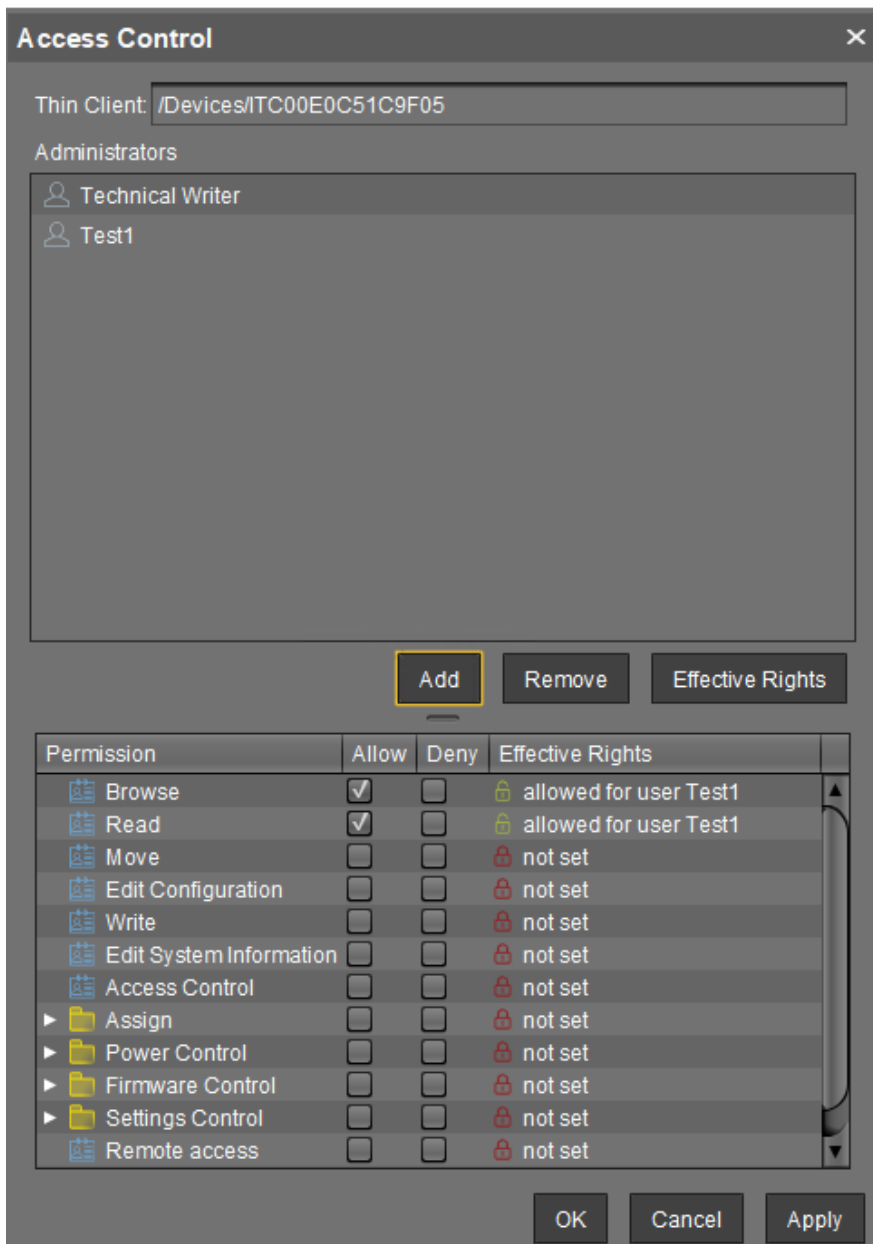 Access Control
Thin Client: /Devices/ITC00E0C51C9F05
Administrators
Technical Writer
Test1
Add Remove Effective Rights
Permission Allow Deny Effective Rights
Browse allowed for user Test1
Read allowed for user Test1
Move not set
Edit Configuration not set
Write not set
Edit System Information not set
Access Control not set
Assign not set
Power Control not set
Firmware Control not set
Settings Control not set
Remote access not set
OK Cancel Apply